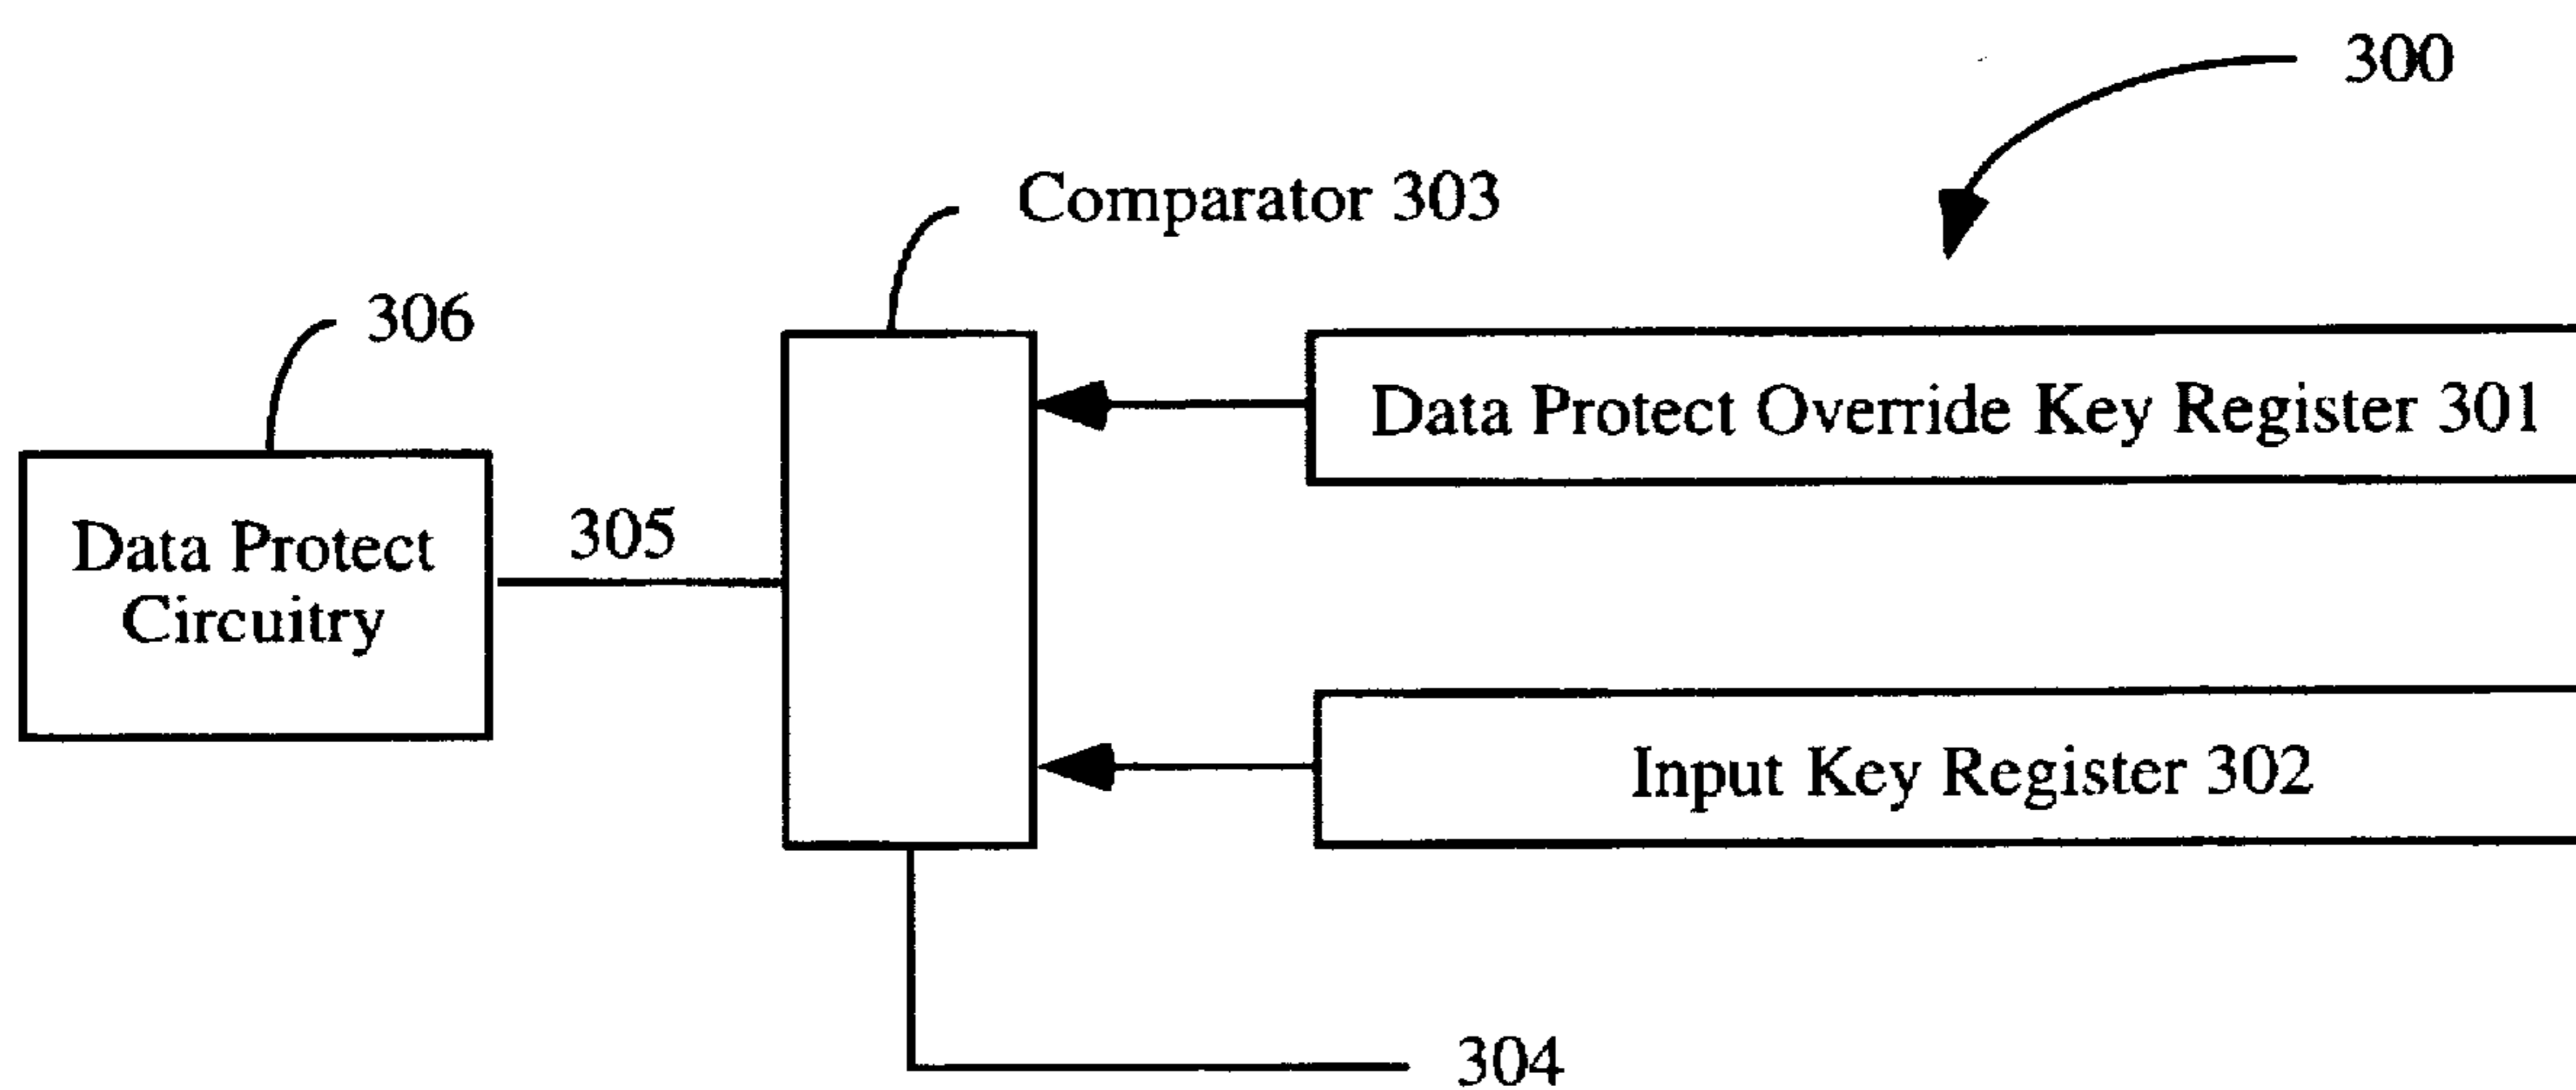 300
Comparator 303
306
Data Protect Override Key Register 301
305
Data Protect
Circuitry
Input Key Register 302
304